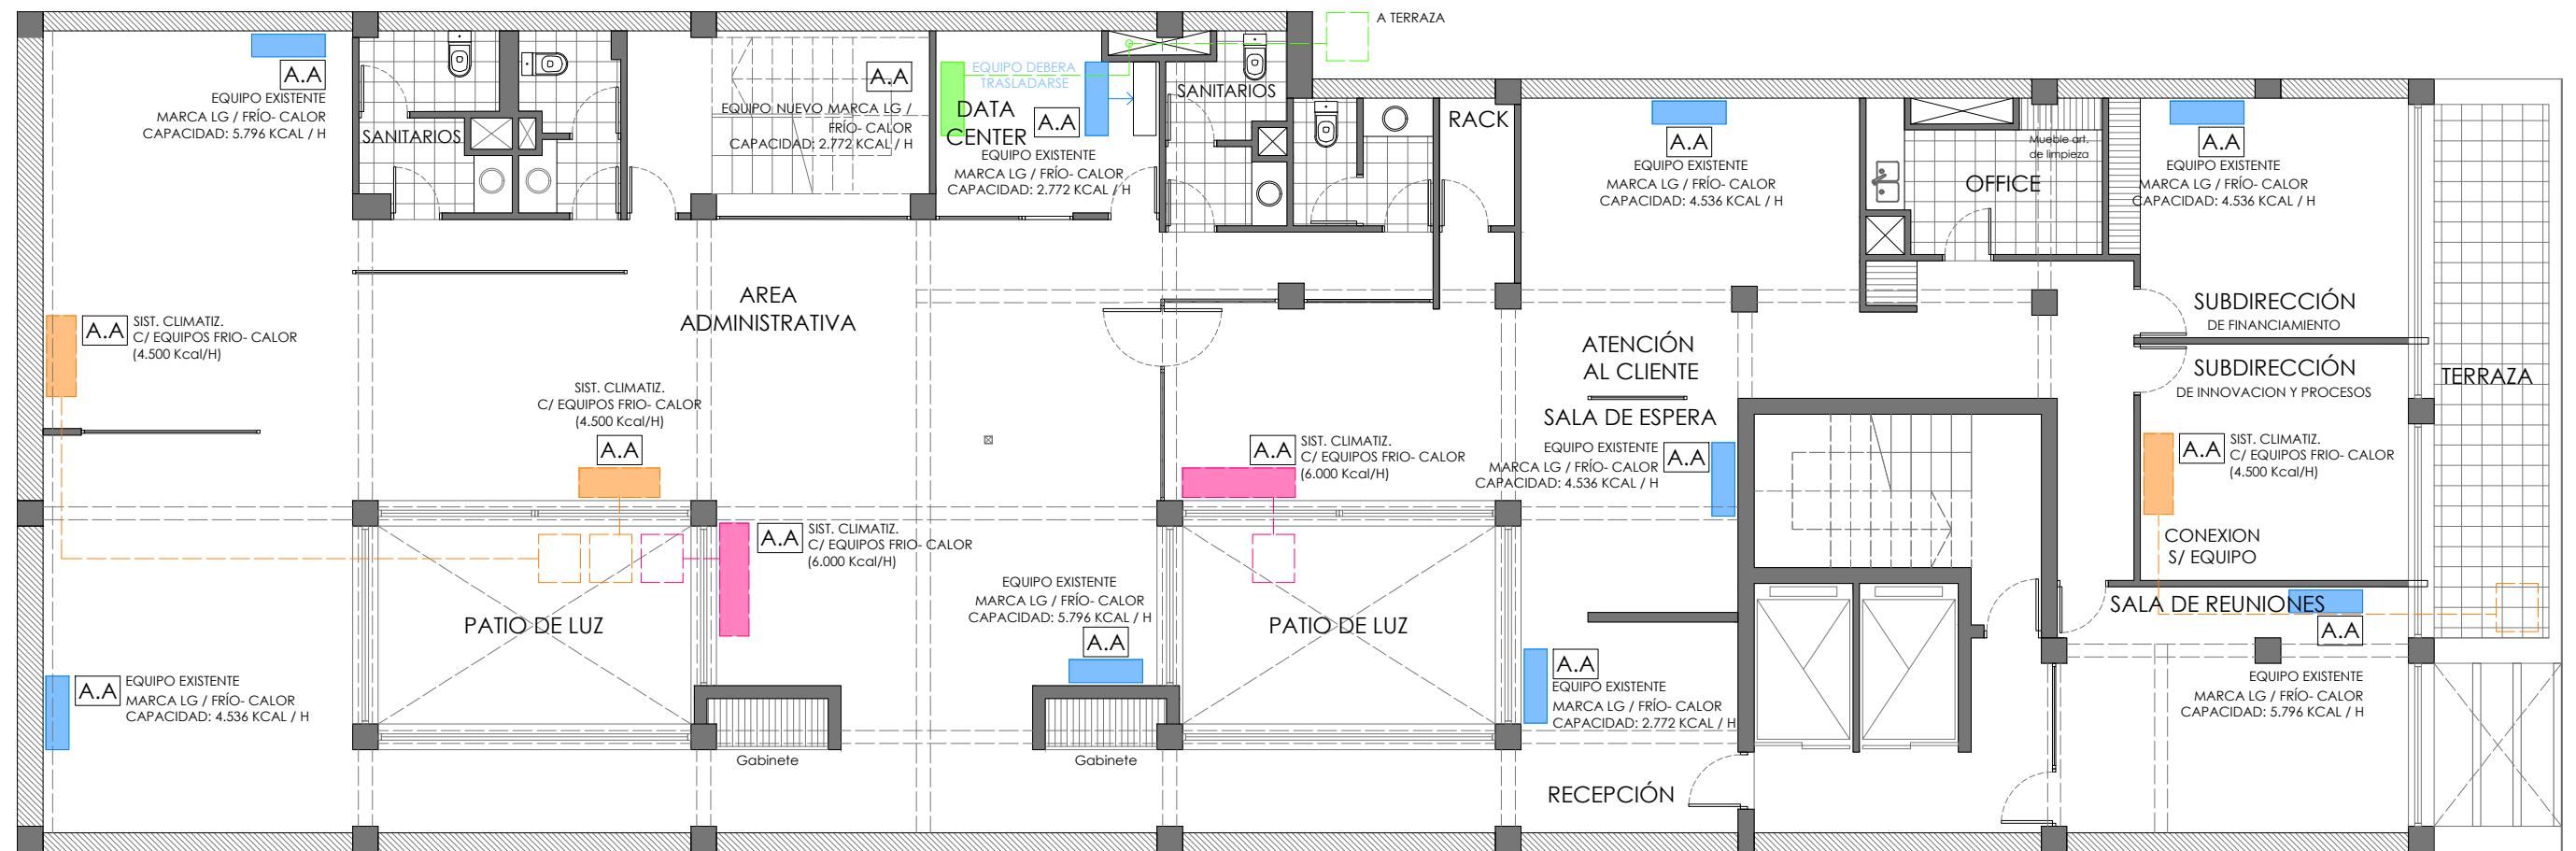 A TERRAZA
A.A
EQUIPO EXISTENTE
MARCA LG / FRÍO- CALOR
CAPACIDAD: 5.796 KCAL / H
SANITARIOS
A.A
EQUIPO NUEVO MARCA LG /
FRÍO- CALOR
CAPACIDAD: 2.772 KCAL / H
EQUIPO DEBERA
TRASLADARSE
DATA
CENTER
A.A
EQUIPO EXISTENTE
MARCA LG / FRÍO- CALOR
CAPACIDAD: 2.772 KCAL / H
SANITARIOS
RACK
A.A
EQUIPO EXISTENTE
MARCA LG / FRÍO- CALOR
CAPACIDAD: 4.536 KCAL / H
Mueble art.
de limpieza
OFFICE
A.A
EQUIPO EXISTENTE
MARCA LG / FRÍO- CALOR
CAPACIDAD: 4.536 KCAL / H
A.A
SIST. CLIMATIZ.
C/ EQUIPOS FRIO- CALOR
(4.500 Kcal/H)
AREA
ADMINISTRATIVA
SIST. CLIMATIZ.
C/ EQUIPOS FRIO- CALOR
(4.500 Kcal/H)
A.A
ATENCIÓN
AL CLIENTE
SALA DE ESPERA
SUBDIRECCIÓN
DE FINANCIAMIENTO
SUBDIRECCIÓN
DE INNOVACION Y PROCESOS
TERRAZA
A.A
SIST. CLIMATIZ.
C/ EQUIPOS FRIO- CALOR
(6.000 Kcal/H)
EQUIPO EXISTENTE
MARCA LG / FRÍO- CALOR
CAPACIDAD: 4.536 KCAL / H
A.A
A.A
SIST. CLIMATIZ.
C/ EQUIPOS FRIO- CALOR
(4.500 Kcal/H)
A.A
SIST. CLIMATIZ.
C/ EQUIPOS FRIO- CALOR
(6.000 Kcal/H)
CONEXION
S/ EQUIPO
EQUIPO EXISTENTE
MARCA LG / FRÍO- CALOR
CAPACIDAD: 5.796 KCAL / H
A.A
PATIO DE LUZ
PATIO DE LUZ
SALA DE REUNIONES
A.A
EQUIPO EXISTENTE
MARCA LG / FRÍO- CALOR
CAPACIDAD: 5.796 KCAL / H
A.A
EQUIPO EXISTENTE
MARCA LG / FRÍO- CALOR
CAPACIDAD: 4.536 KCAL / H
A.A
EQUIPO EXISTENTE
MARCA LG / FRÍO- CALOR
CAPACIDAD: 2.772 KCAL / H
Gabinete
Gabinete
RECEPCIÓN